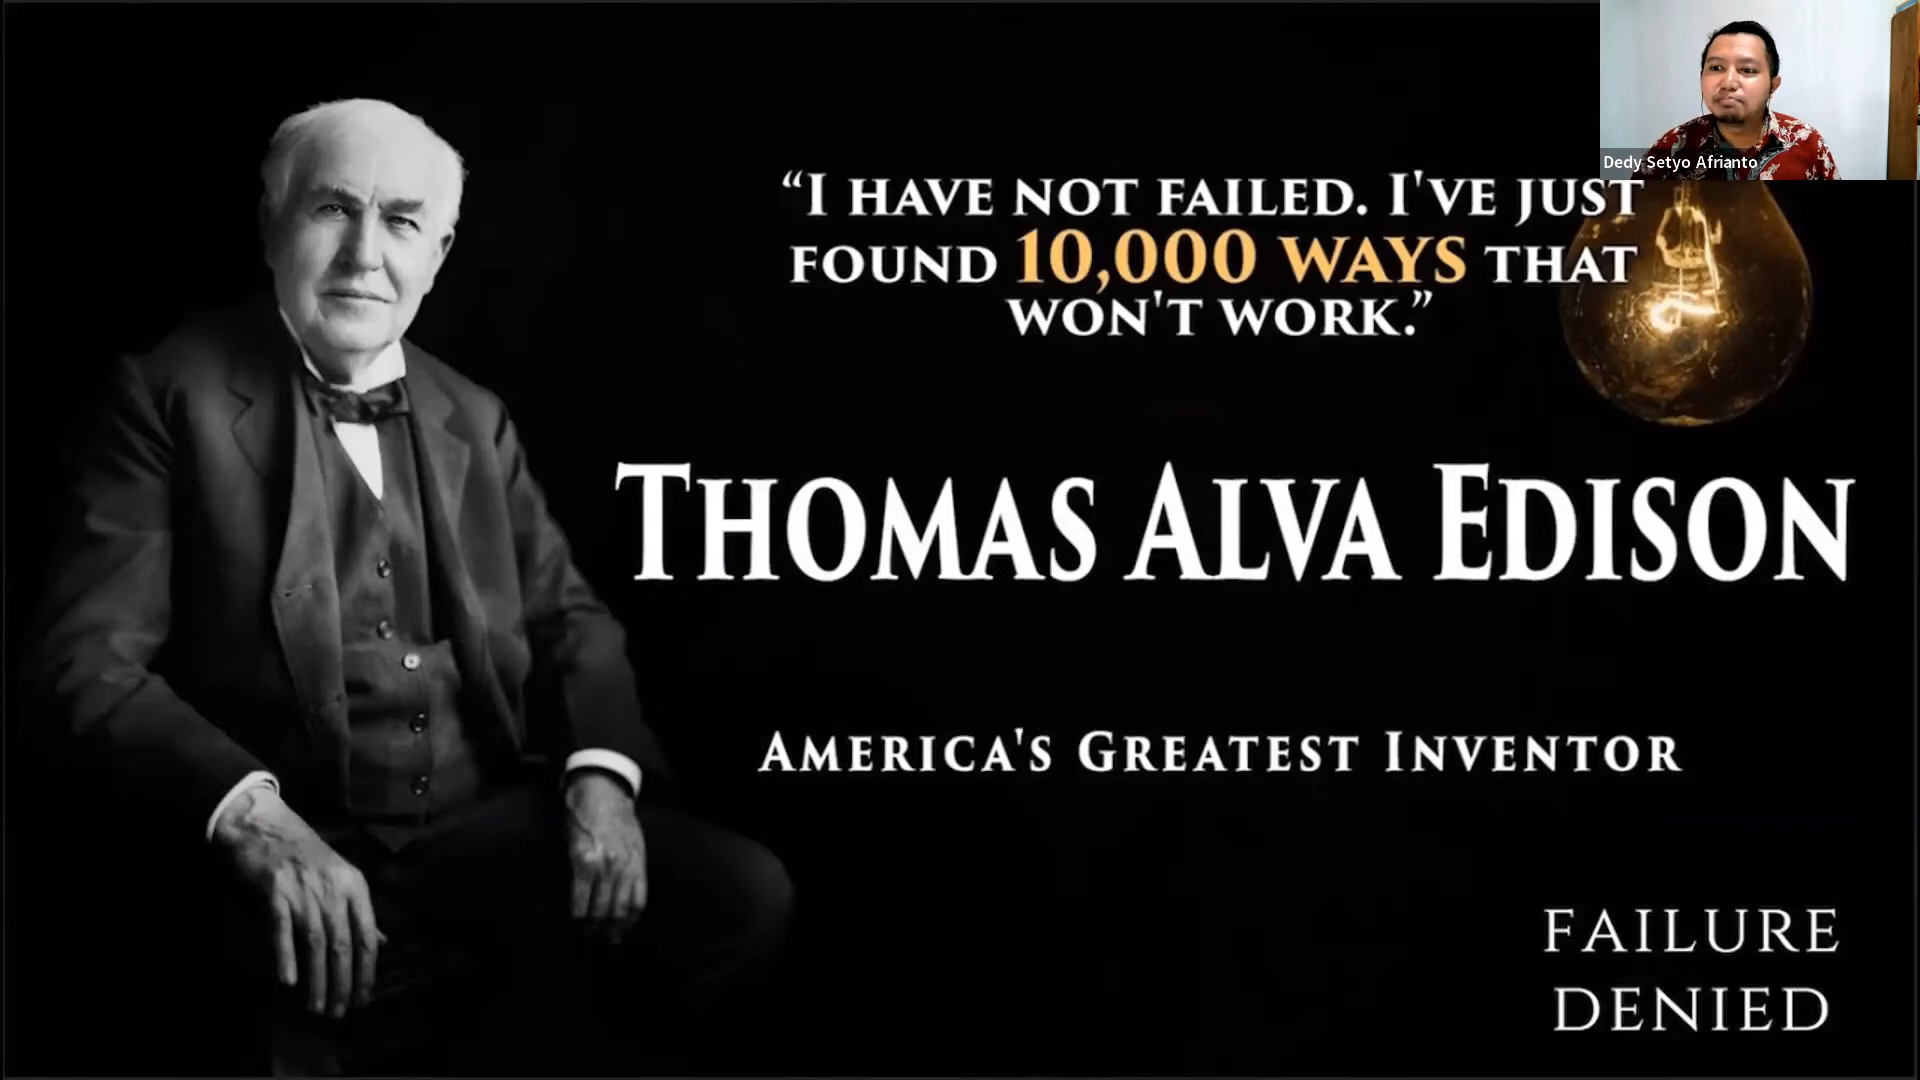 Dedy Setyo Afrianto
“I HAVE NOT FAILED. I'VE JUST
FOUND 10,000 WAYS THAT
WON'T WORK.”
THOMAS ALVA EDISON
AMERICA'S GREATEST INVENTOR
FAILURE
DENIED